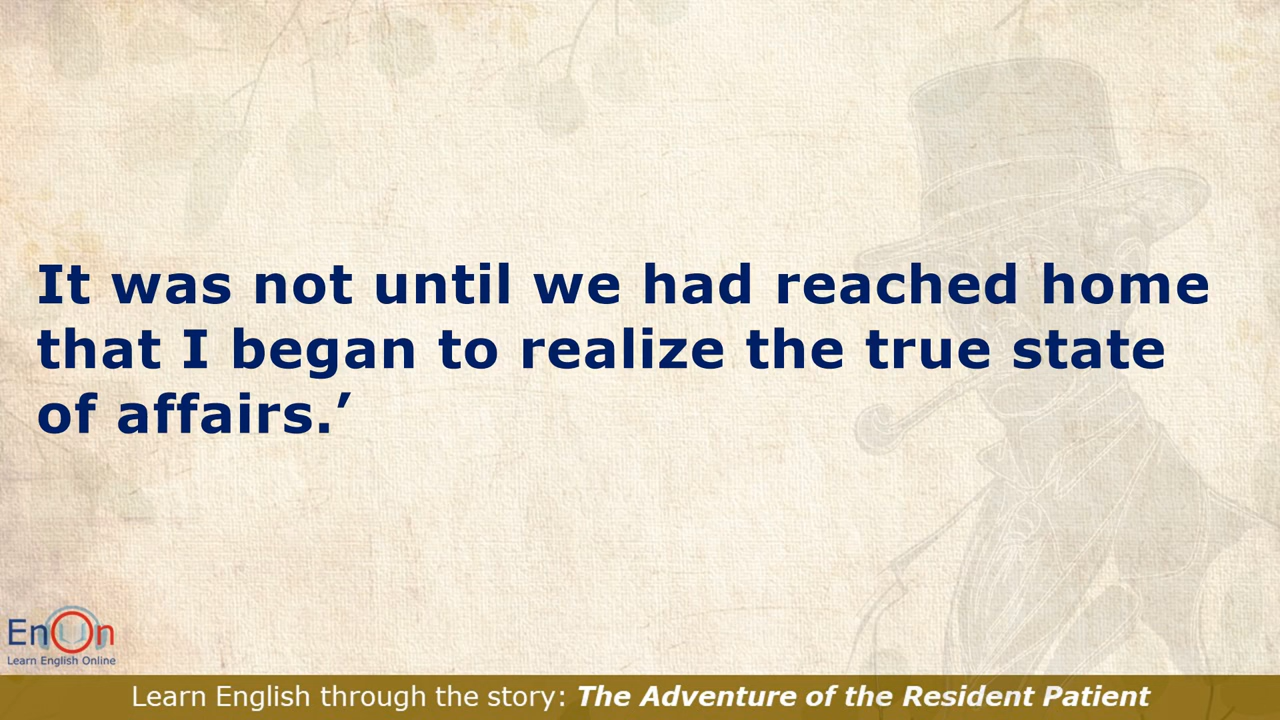 It was not until we had reached home
that I began to realize the true state
of affairs.’
EnOn
Learn English Online
Learn English through the story: The Adventure of the Resident Patient